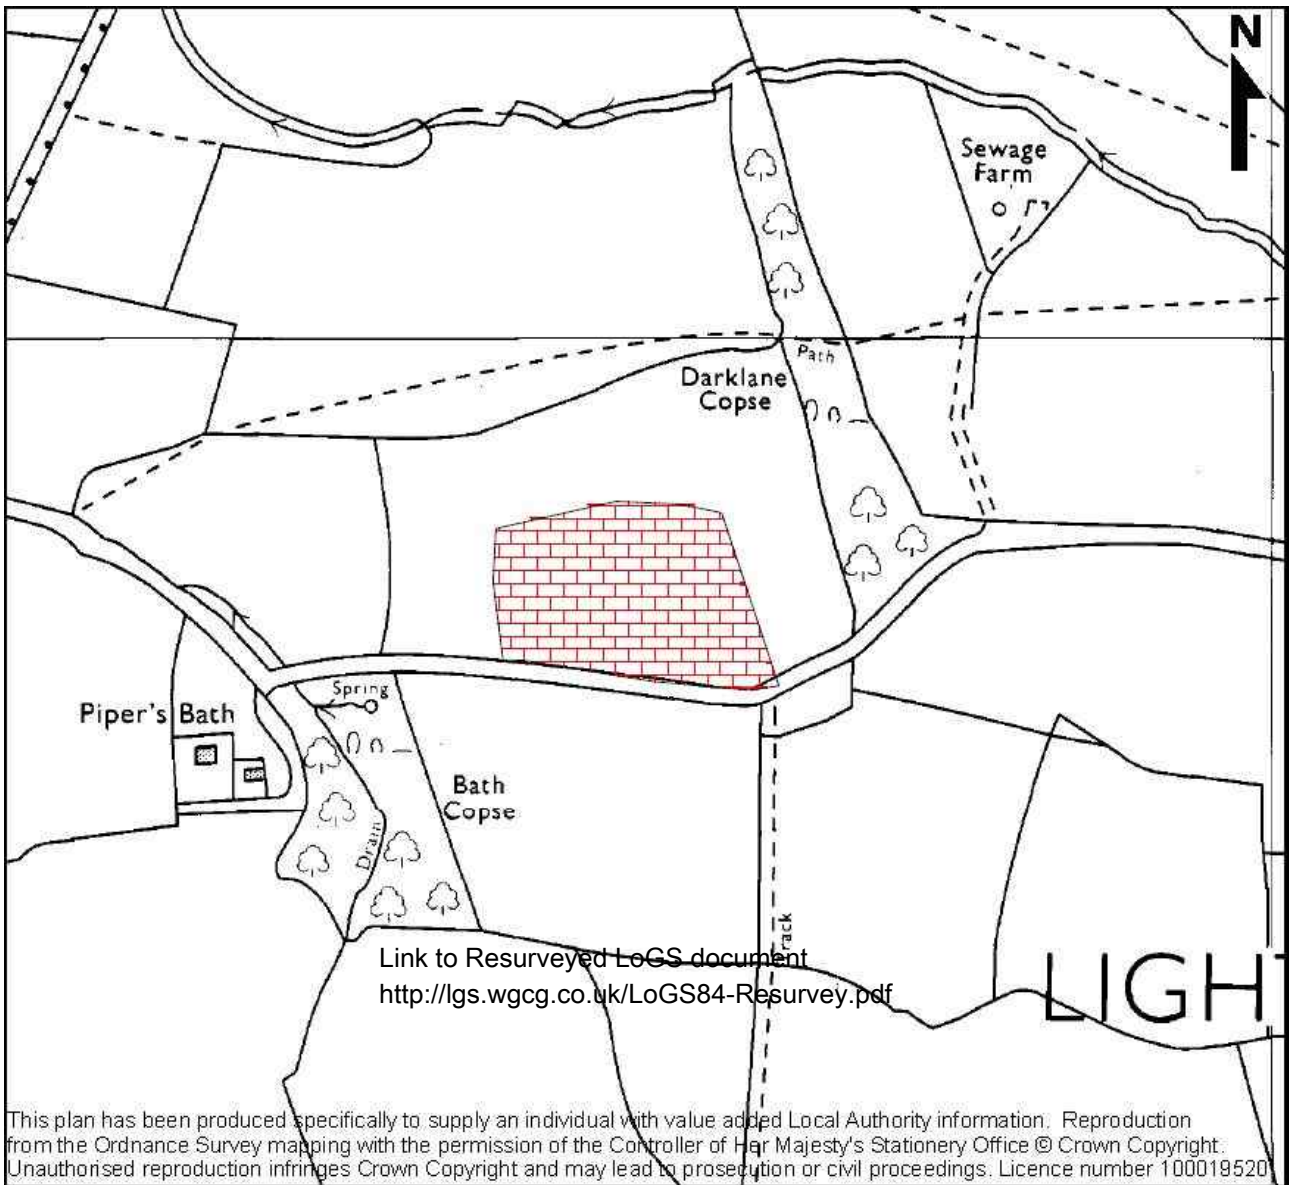 N
Sewage
Farm
Path
Darklane
Copse
Spring
Piper's Bath
Bath
Copse
Drain
Track
Link to Resurveyed LoGS document
http://lgs.wgcg.co.uk/LoGS84-Resurvey.pdf
LIGHT
This plan has been produced specifically to supply an individual with value added Local Authority information. Reproduction
from the Ordnance Survey mapping with the permission of the Controller of Her Majesty's Stationery Office © Crown Copyright.
Unauthorised reproduction infringes Crown Copyright and may lead to prosecution or civil proceedings. Licence number 100019520